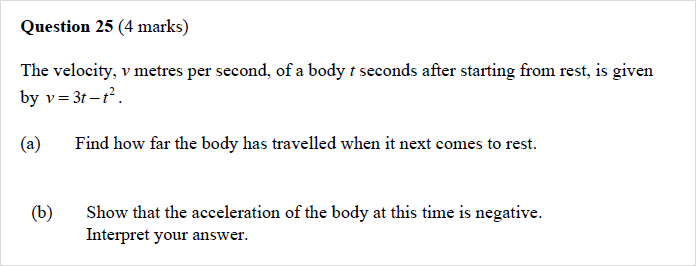 Question 25 (4 marks)
The velocity, v metres per second, of a body t seconds after starting from rest, is given
by v = 3t – t².
(a) Find how far the body has travelled when it next comes to rest.
(b) Show that the acceleration of the body at this time is negative.
Interpret your answer.